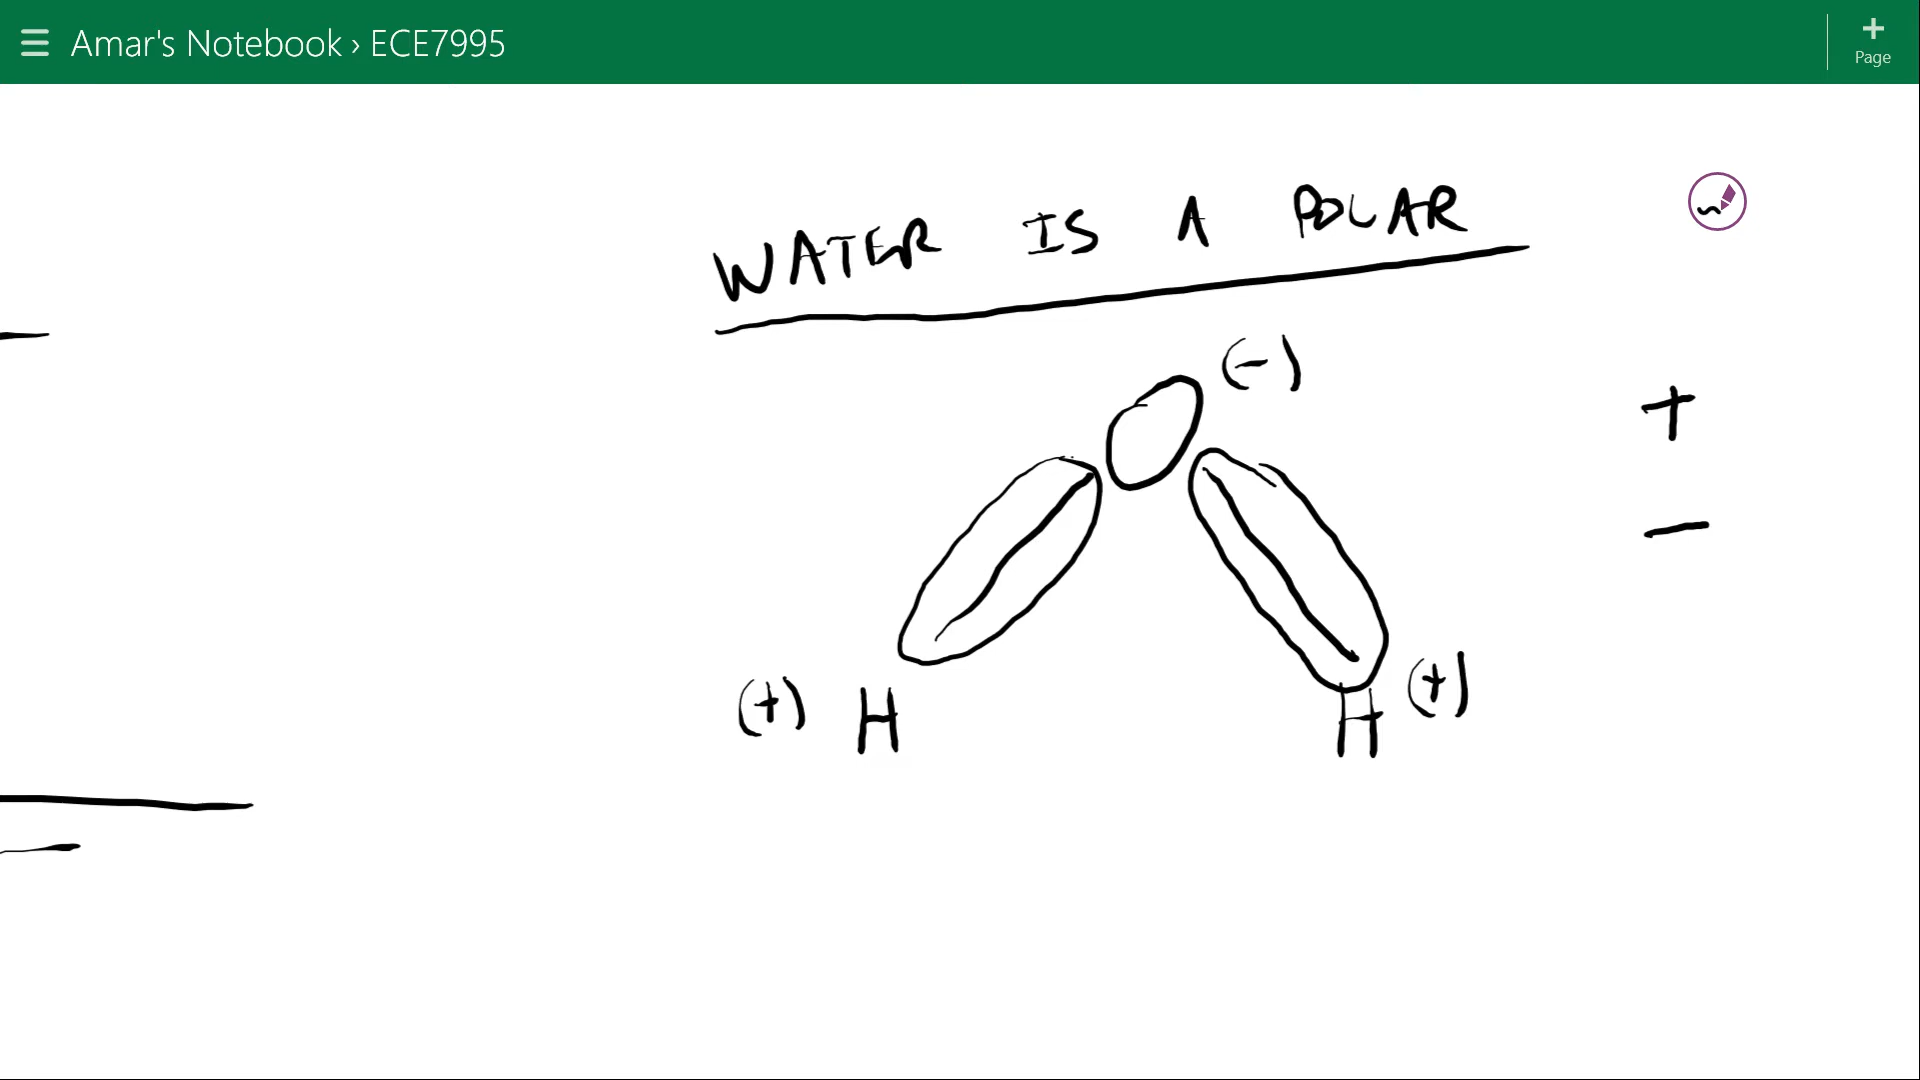 Amar's Notebook › ECE7995
+
Page
WATER IS A POLAR
(-)
+
-
(+) H
H (+)